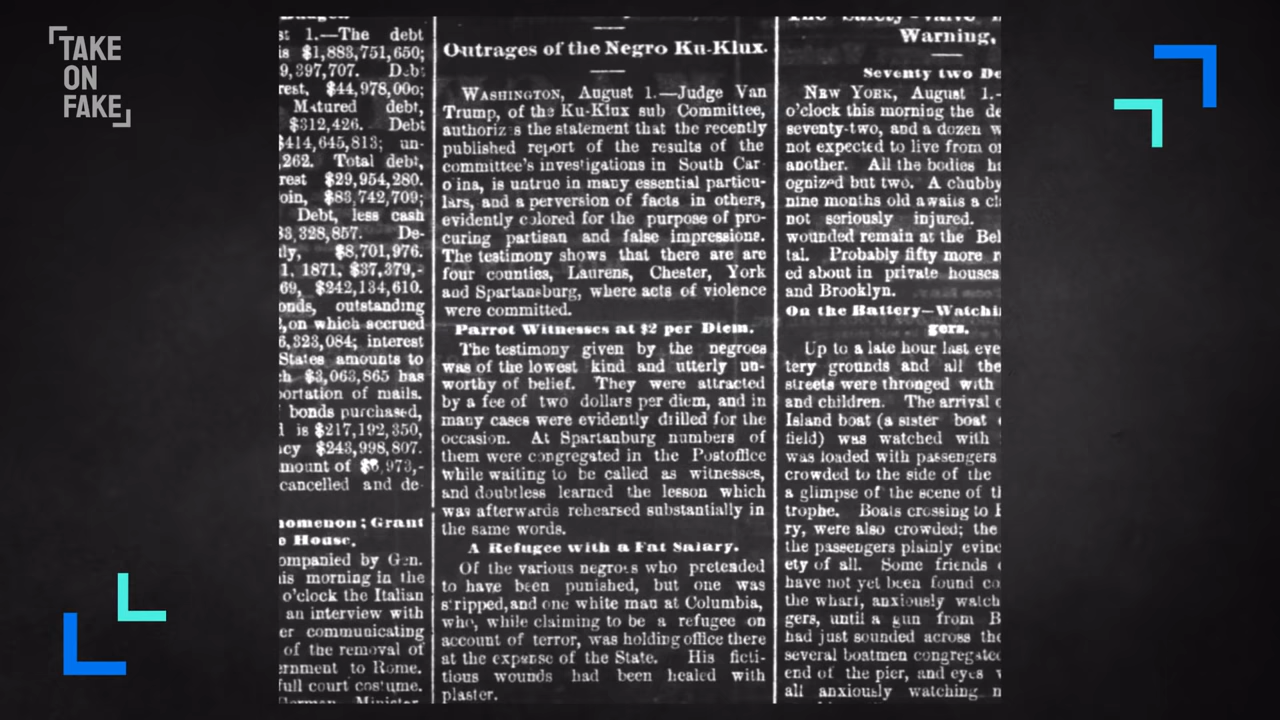 TAKE
ON
FAKE
st 1.—The debt
is $1,883,751,650;
9,397,707. Debt
rest, $44,978,00o;
Matured debt,
$312,426. Debt
$414,645,813; un-
,262. Total debt,
rest $29,954,280.
oin, $83,742,709;
Debt, less cash
33,328,857. De-
tly, $8,701,976.
1, 1871, $37,379,-
69, $242,134,610.
onds, outstanding
,on which accrued
6,323,084; interest
States amounts to
h $3,063,865 has
portation of mails.
bonds purchased,
l is $217,192,350,
ncy $243,998,807.
mount of $6,973,-
cancelled and de-
nomenon; Grant
e House.
ompanied by Gen.
his morning in the
o'clock the Italian
an interview with
er communicating
of the removal of
ernment to Rome.
full court costume.
Outrages of the Negro Ku-Klux.
WASHINGTON, August 1.—Judge Van
Trump, of the Ku-Klux sub Committee,
authoriz s the statement that the recently
published report of the results of the
committee's investigations in South Car
o ina, is untrue in many essential particu-
lars, and a perversion of facts in others,
evidently colored for the purpose of pro-
curing partisan and false impressions.
The testimony shows that there are are
four counties, Laurens, Chester, York
and Spartansburg, where acts of violence
were committed.
Parrot Witnesses at $2 per Diem.
The testimony given by the negroes
was of the lowest kind and utterly un-
worthy of belief. They were attracted
by a fee of two dollars per diem, and in
many cases were evidently drilled for the
occasion. At Spartanburg numbers of
them were congregated in the Postoffice
while waiting to be called as witnesses,
and doubtless learned the lesson which
was afterwards rehearsed substantially in
the same words.
A Refugee with a Fat Salary.
Of the various negroes who pretended
to have been punished, but one was
stripped, and one white man at Columbia,
who, while claiming to be a refugee on
account of terror, was holding office there
at the expense of the State. His ficti-
tious wounds had been healed with
plaster.
The Safety-Valve
Warning.
Seventy two De
NEW YORK, August 1.-
o'clock this morning the de
seventy-two, and a dozen w
not expected to live from o
another. All the bodies h
ognized but two. A chubby
nine months old awaits a cl
not seriously injured.
wounded remain at the Bel
tal. Probably fifty more r
ed about in private houses
and Brooklyn.
On the Battery—Watchi
gers.
Up to a late hour last eve
tery grounds and all the
streets were thronged with
and children. The arrival o
Island boat (a sister boat
field) was watched with
was loaded with passengers
crowded to the side of the
a glimpse of the scene of t
trophe. Boats crossing to
ry, were also crowded; the
the passengers plainly evinc
ety of all. Some friends
have not yet been found co
the wharf, anxiously watch
gers, until a gun from B
had just sounded across the
several boatmen congregated
end of the pier, and eyes w
all anxiously watching n